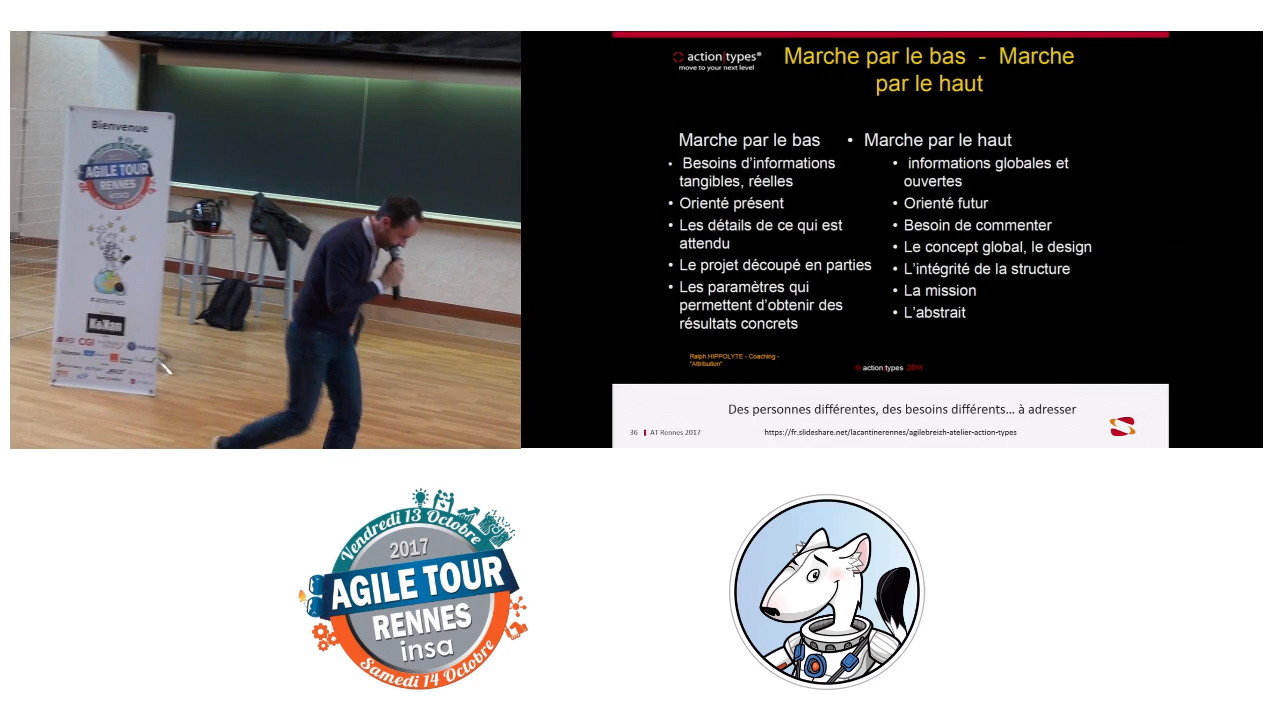 Bienvenue
AGILE TOUR
RENNES
#atrennes
CGI
action|types®
move to your next level
Marche par le bas - Marche
par le haut
Marche par le bas
• Besoins d’informations
tangibles, réelles
• Orienté présent
• Les détails de ce qui est
attendu
• Le projet découpé en parties
• Les paramètres qui
permettent d’obtenir des
résultats concrets
• Marche par le haut
• informations globales et
ouvertes
• Orienté futur
• Besoin de commenter
• Le concept global, le design
• L’intégrité de la structure
• La mission
• L’abstrait
Ralph HIPPOLYTE - Coaching -
"Attribution"
© action|types 2011
Des personnes différentes, des besoins différents... à adresser
36 AT Rennes 2017
https://fr.slideshare.net/lacantinerennes/agilebreizh-atelier-action-types
Vendredi 13 Octobre
2017
AGILE TOUR
RENNES
insa
Samedi 14 Octobre